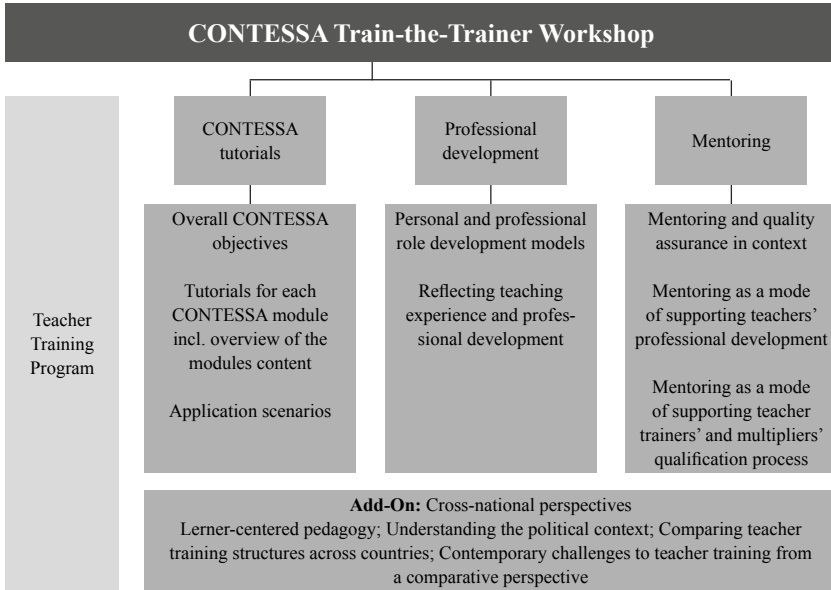 CONTESSA Train-the-Trainer Workshop
Teacher
Training
Program
CONTESSA
tutorials
Professional
development
Mentoring
Overall CONTESSA
objectives
Tutorials for each
CONTESSA module
incl. overview of the
modules content
Application scenarios
Personal and professional
role development models
Reflecting teaching
experience and profes-
sional development
Mentoring and quality
assurance in context
Mentoring as a mode
of supporting teachers’
professional development
Mentoring as a mode
of supporting teacher
trainers’ and multipliers’
qualification process
Add-On: Cross-national perspectives
Lerner-centered pedagogy; Understanding the political context; Comparing teacher
training structures across countries; Contemporary challenges to teacher training from
a comparative perspective